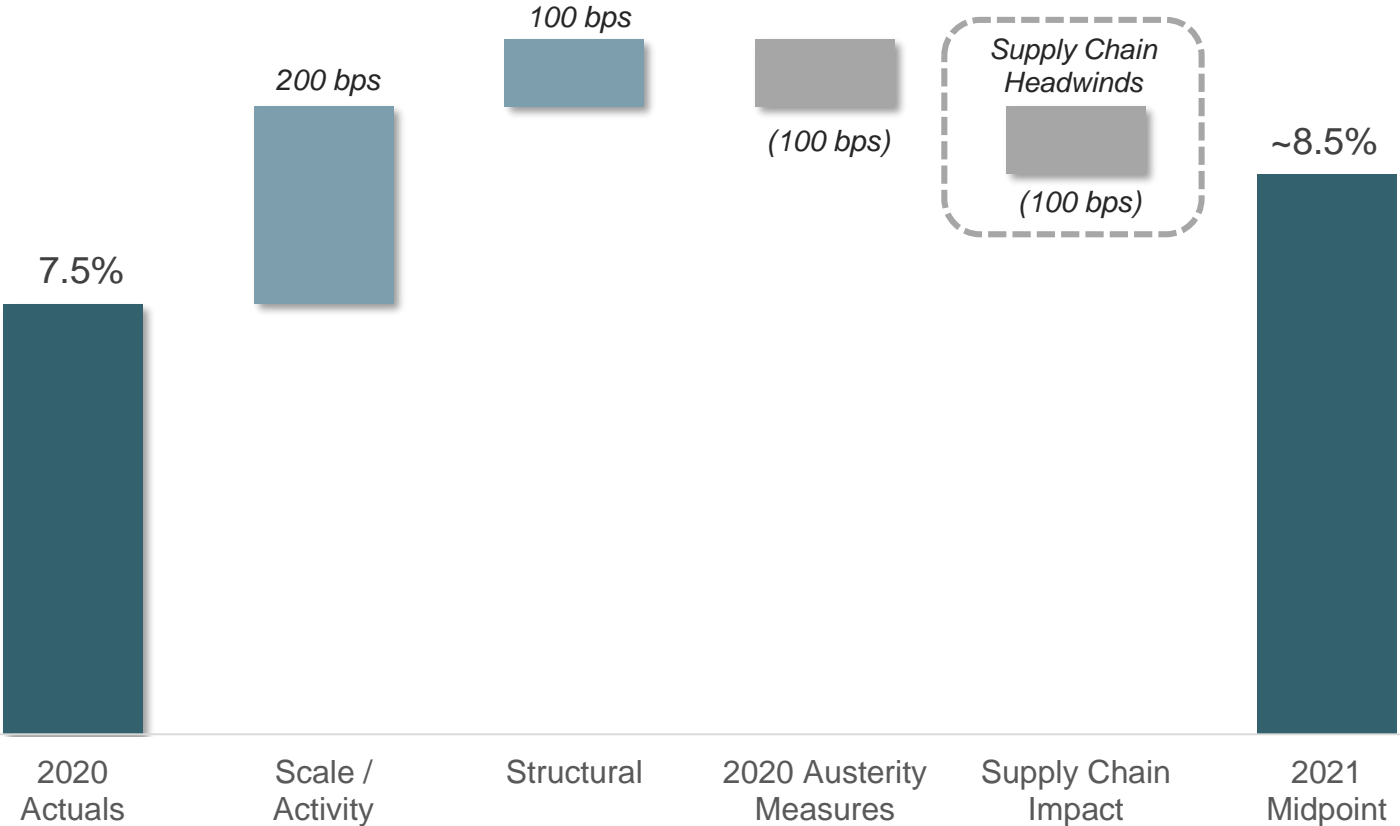 100 bps
200 bps
Supply Chain
Headwinds
(100 bps)
(100 bps)
~8.5%
7.5%
2020
Actuals
Scale /
Activity
Structural
2020 Austerity
Measures
Supply Chain
Impact
2021
Midpoint